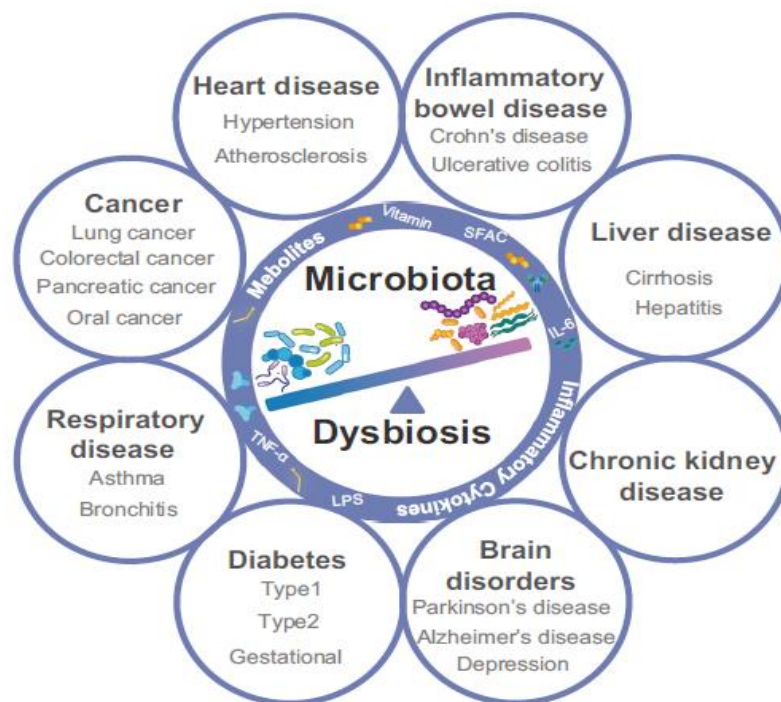 Heart disease
Hypertension
Atherosclerosis
Inflammatory
bowel disease
Crohn's disease
Ulcerative colitis
Cancer
Lung cancer
Colorectal cancer
Pancreatic cancer
Oral cancer
Liver disease
Cirrhosis
Hepatitis
Mebolites
Vitamin
SFAC
IL-6
Inflammatory Cytokines
LPS
TNF-α
Microbiota
Dysbiosis
Respiratory
disease
Asthma
Bronchitis
Chronic kidney
disease
Diabetes
Type1
Type2
Gestational
Brain
disorders
Parkinson's disease
Alzheimer's disease
Depression